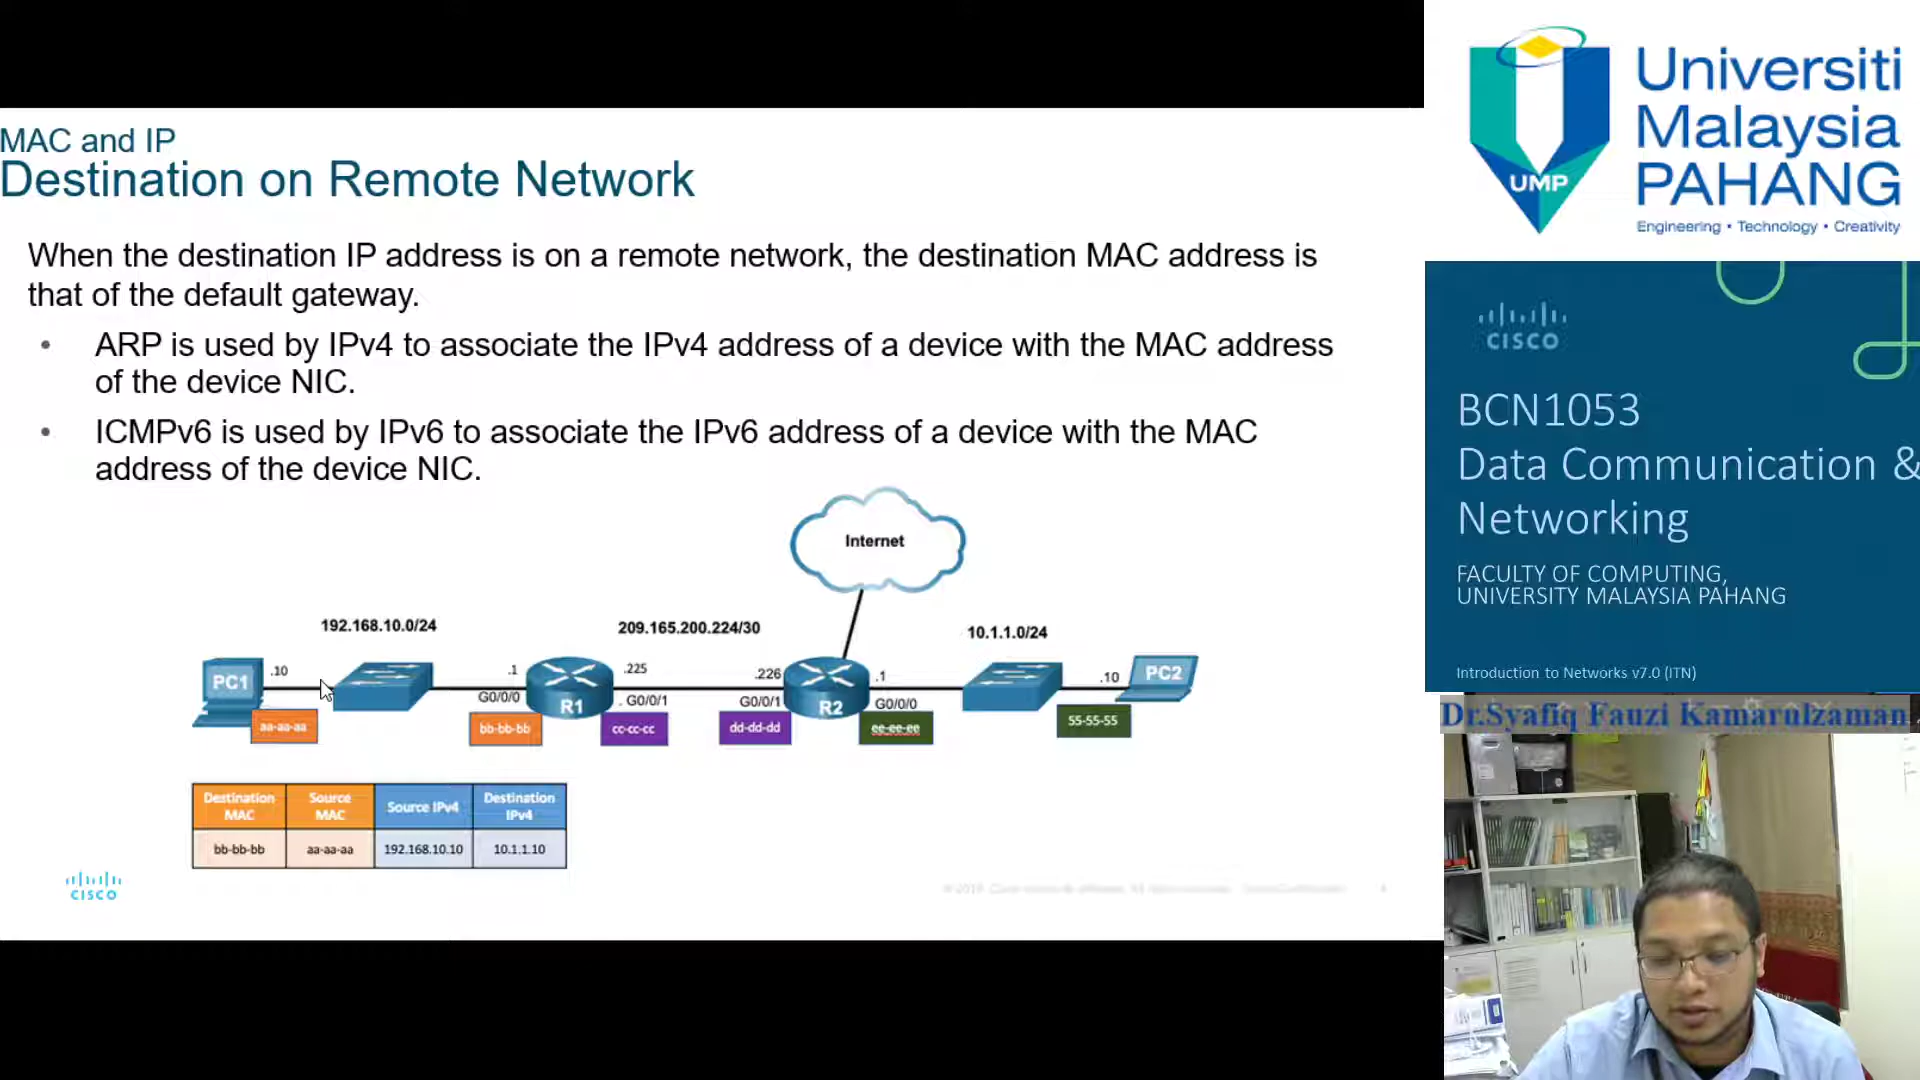 MAC and IP
Destination on Remote Network
When the destination IP address is on a remote network, the destination MAC address is
that of the default gateway.
• ARP is used by IPv4 to associate the IPv4 address of a device with the MAC address
of the device NIC.
• ICMPv6 is used by IPv6 to associate the IPv6 address of a device with the MAC
address of the device NIC.
Internet
192.168.10.0/24
209.165.200.224/30
10.1.1.0/24
PC1
.10
.1
G0/0/0
R1
.225
. G0/0/1
.226
G0/0/1
R2
.1
G0/0/0
.10
PC2
aa-aa-aa
bb-bb-bb
cc-cc-cc
dd-dd-dd
ee-ee-ee
55-55-55
Destination MAC
Source MAC
Source IPv4
Destination IPv4
bb-bb-bb
aa-aa-aa
192.168.10.10
10.1.1.10
CISCO
UMP
Universiti
Malaysia
PAHANG
Engineering • Technology • Creativity
CISCO
BCN1053
Data Communication &
Networking
FACULTY OF COMPUTING,
UNIVERSITY MALAYSIA PAHANG
Introduction to Networks v7.0 (ITN)
Dr.Syafiq Fauzi Kamarulzaman